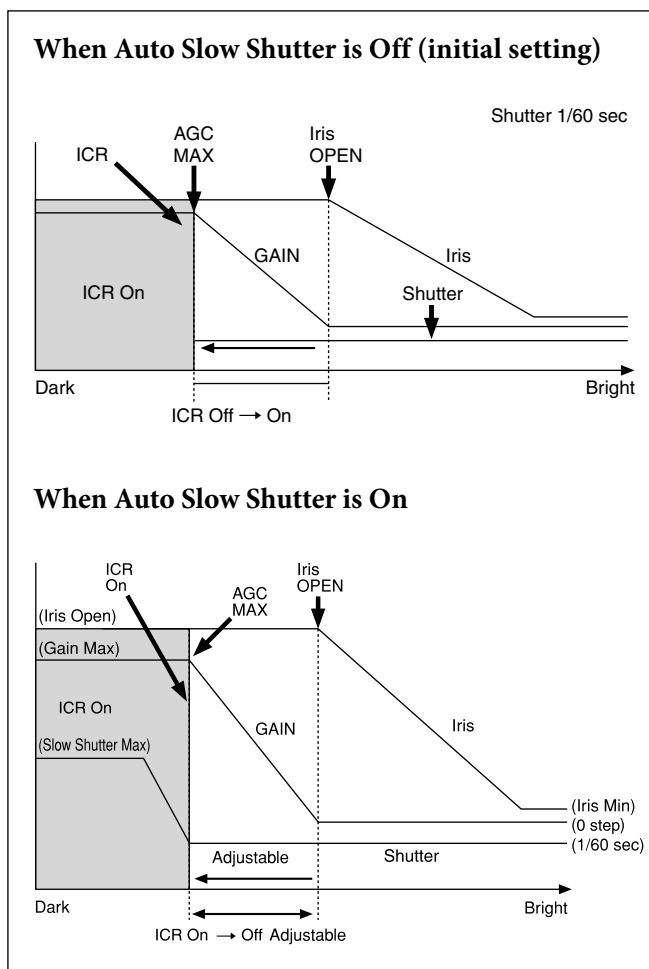 When Auto Slow Shutter is Off (initial setting)
Shutter 1/60 sec
ICR
AGC
MAX
Iris
OPEN
GAIN
Iris
ICR On
Shutter
Dark
Bright
ICR Off → On
When Auto Slow Shutter is On
ICR
On
AGC
MAX
Iris
OPEN
(Iris Open)
(Gain Max)
ICR On
GAIN
Iris
(Slow Shutter Max)
(Iris Min)
(0 step)
(1/60 sec)
Adjustable
Shutter
Dark
Bright
ICR On → Off Adjustable